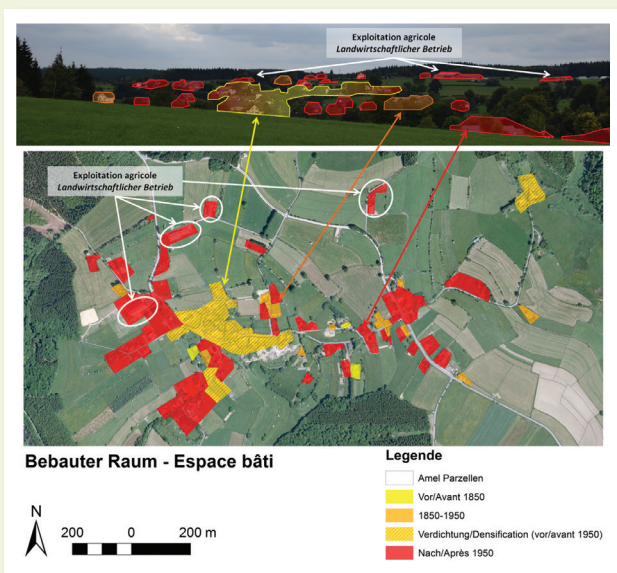 Exploitation agricole
Landwirtschaftlicher Betrieb
Exploitation agricole
Landwirtschaftlicher Betrieb
Bebauter Raum - Espace bâti
N
200 0 200 m
Legende
Amel Parzellen
Vor/Avant 1850
1850-1950
Verdichtung/Densification (vor/avant 1950)
Nach/Après 1950